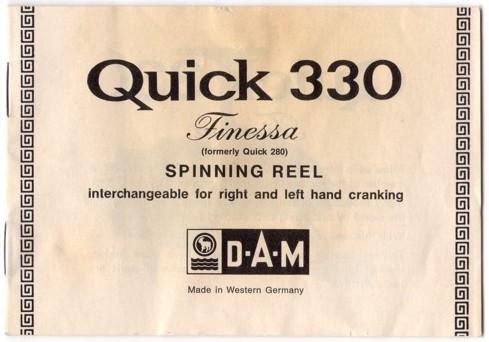 Quick 330
Finessa
(formerly Quick 280)
SPINNING REEL
interchangeable for right and left hand cranking
D·A·M
Made in Western Germany